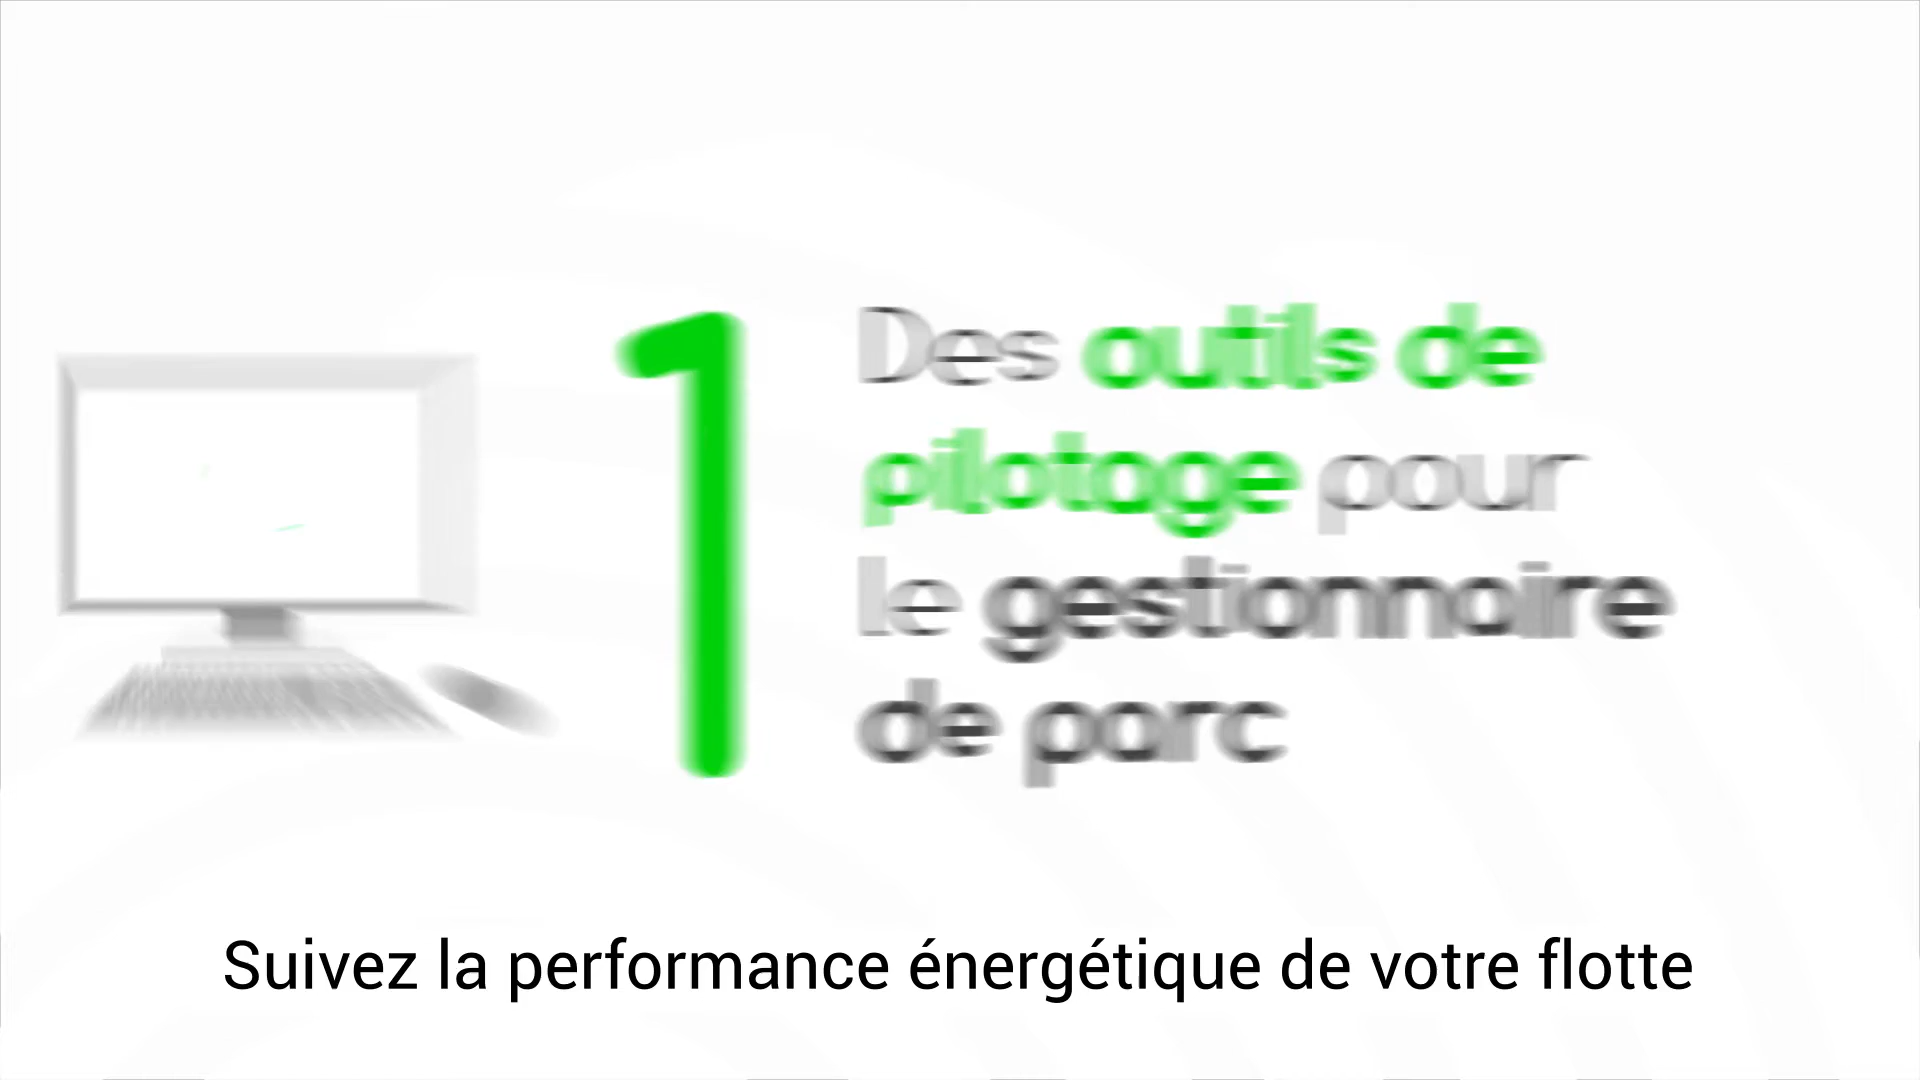 1
Des outils de
pilotage pour
le gestionnaire
de parc
Suivez la performance énergétique de votre flotte